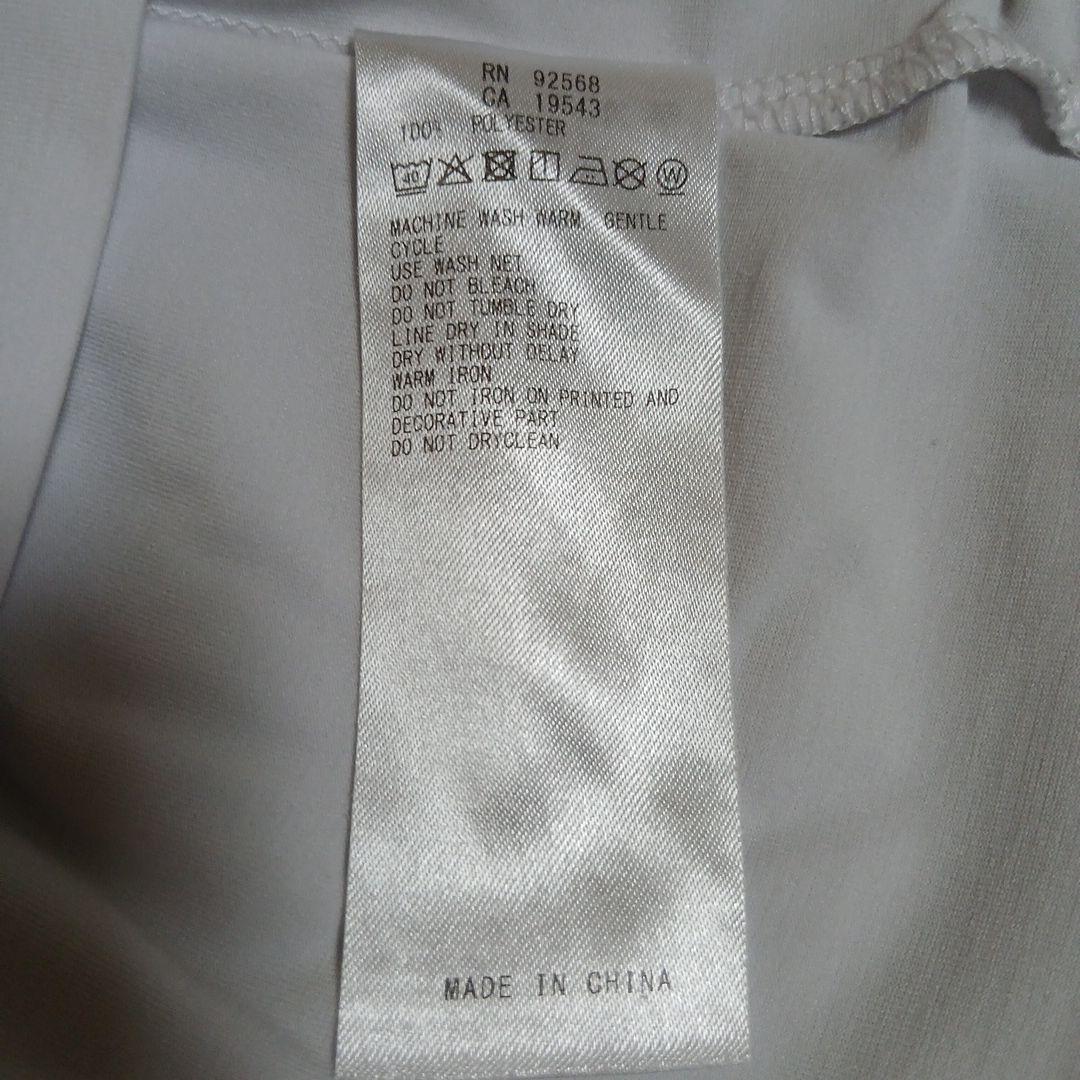 RN 92568
CA 19543
100% POLYESTER
40 W
MACHINE WASH WARM, GENTLE
CYCLE
USE WASH NET
DO NOT BLEACH
DO NOT TUMBLE DRY
LINE DRY IN SHADE
DRY WITHOUT DELAY
WARM IRON
DO NOT IRON ON PRINTED AND
DECORATIVE PART
DO NOT DRYCLEAN
MADE IN CHINA